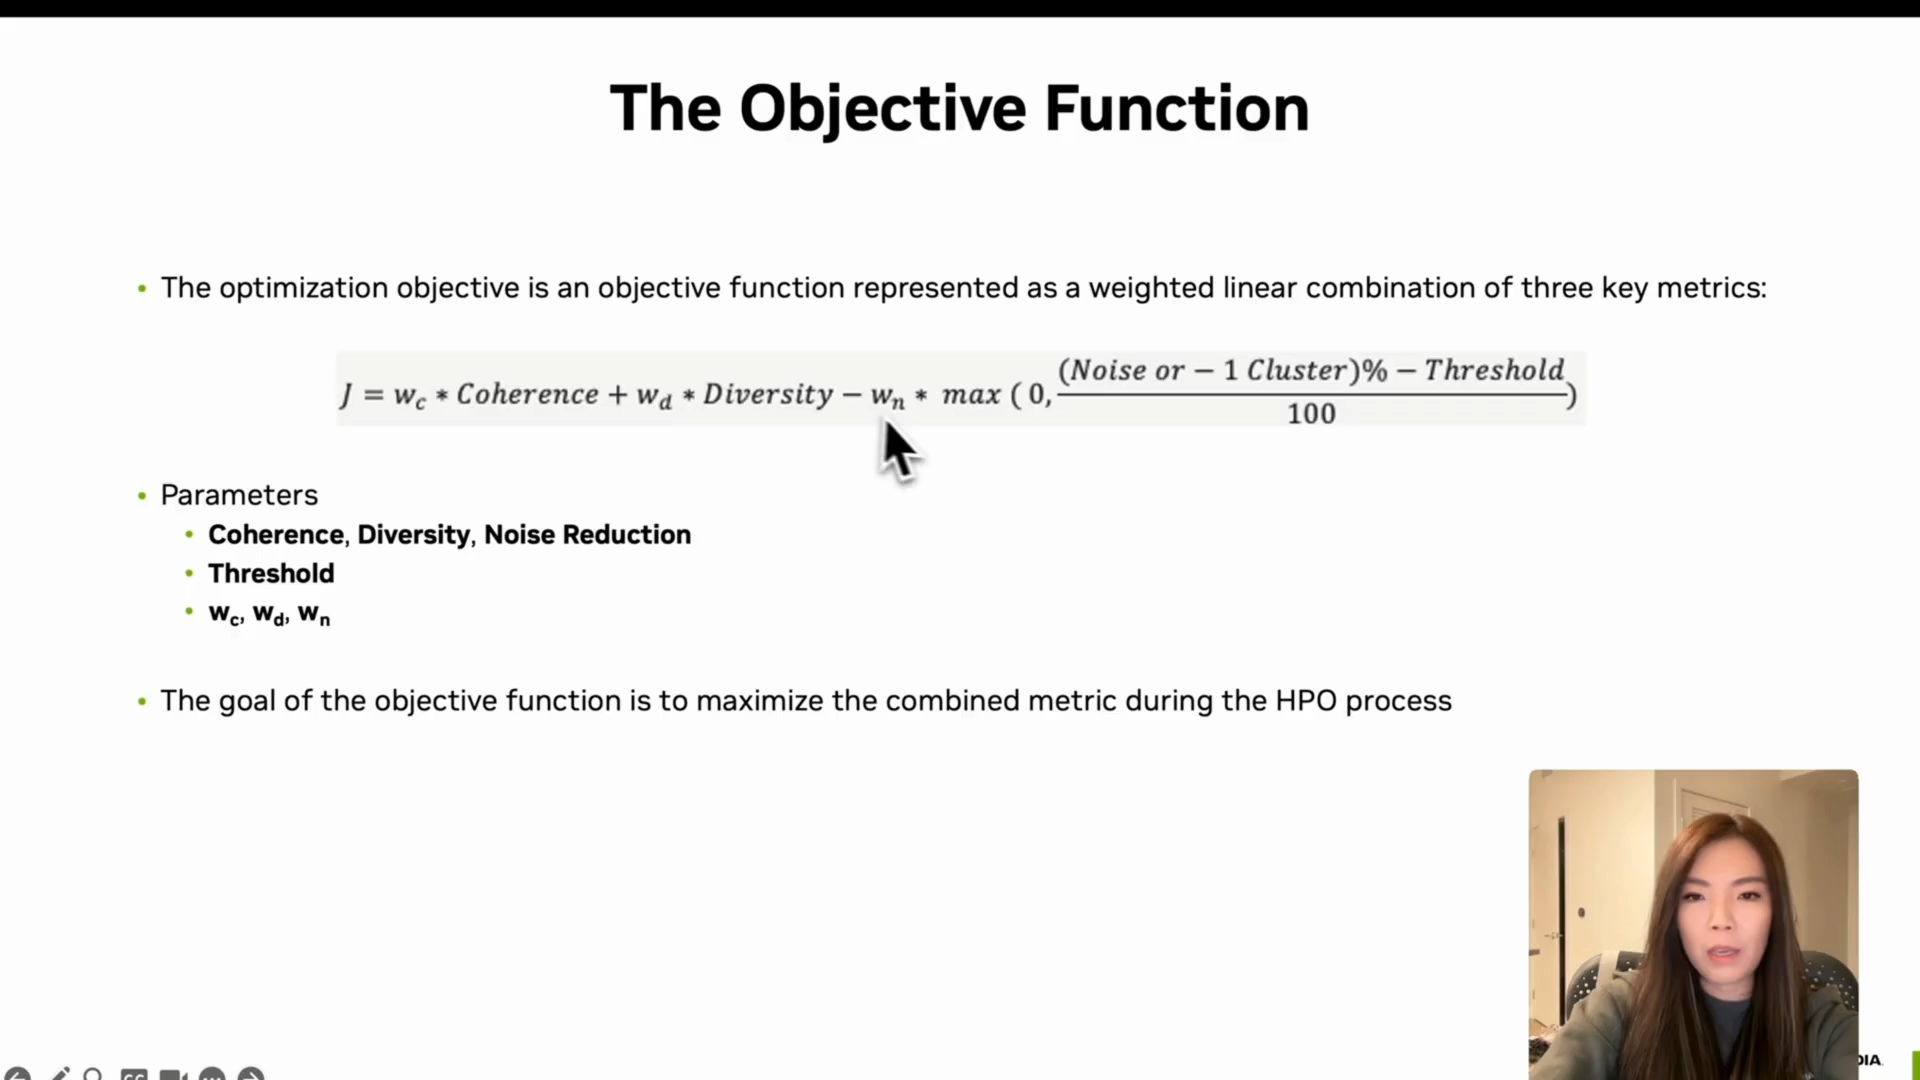 The Objective Function
• The optimization objective is an objective function represented as a weighted linear combination of three key metrics:
J = w_c * Coherence + w_d * Diversity − w_n * max ( 0, ((Noise or − 1 Cluster)% − Threshold) / 100 )
• Parameters
• Coherence, Diversity, Noise Reduction
• Threshold
• w_c, w_d, w_n
• The goal of the objective function is to maximize the combined metric during the HPO process
CC